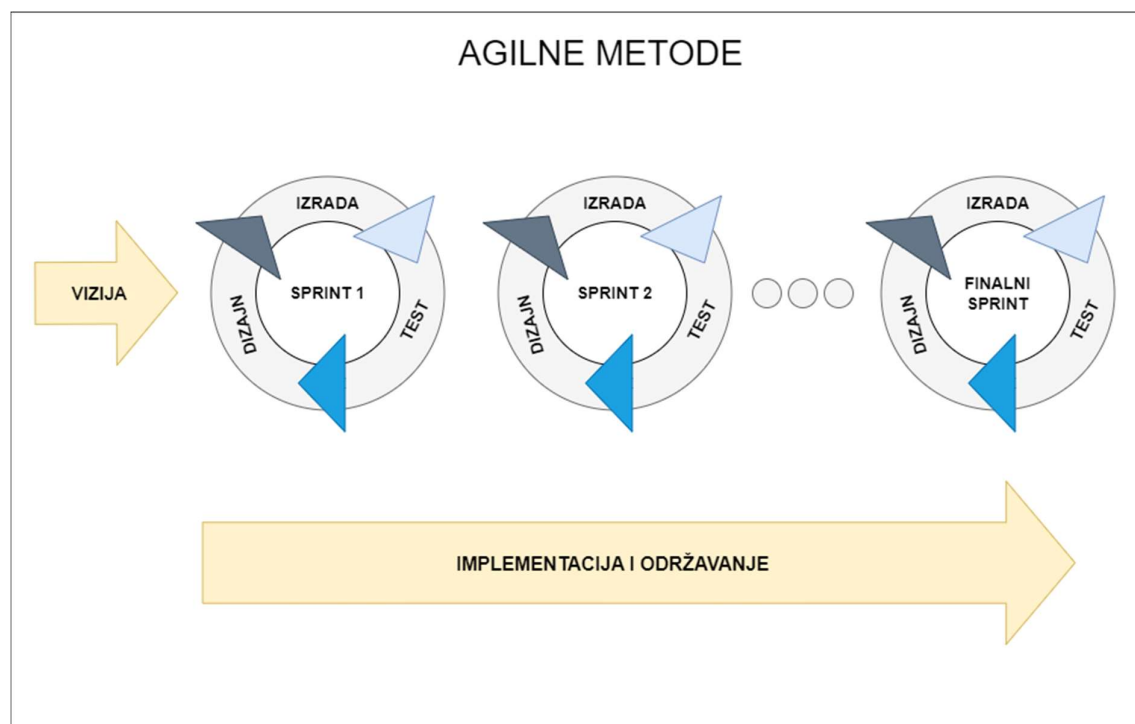 AGILNE METODE
VIZIJA
IZRADA
DIZAJN
SPRINT 1
TEST
IZRADA
DIZAJN
SPRINT 2
TEST
IZRADA
DIZAJN
FINALNI
SPRINT
TEST
IMPLEMENTACIJA I ODRŽAVANJE